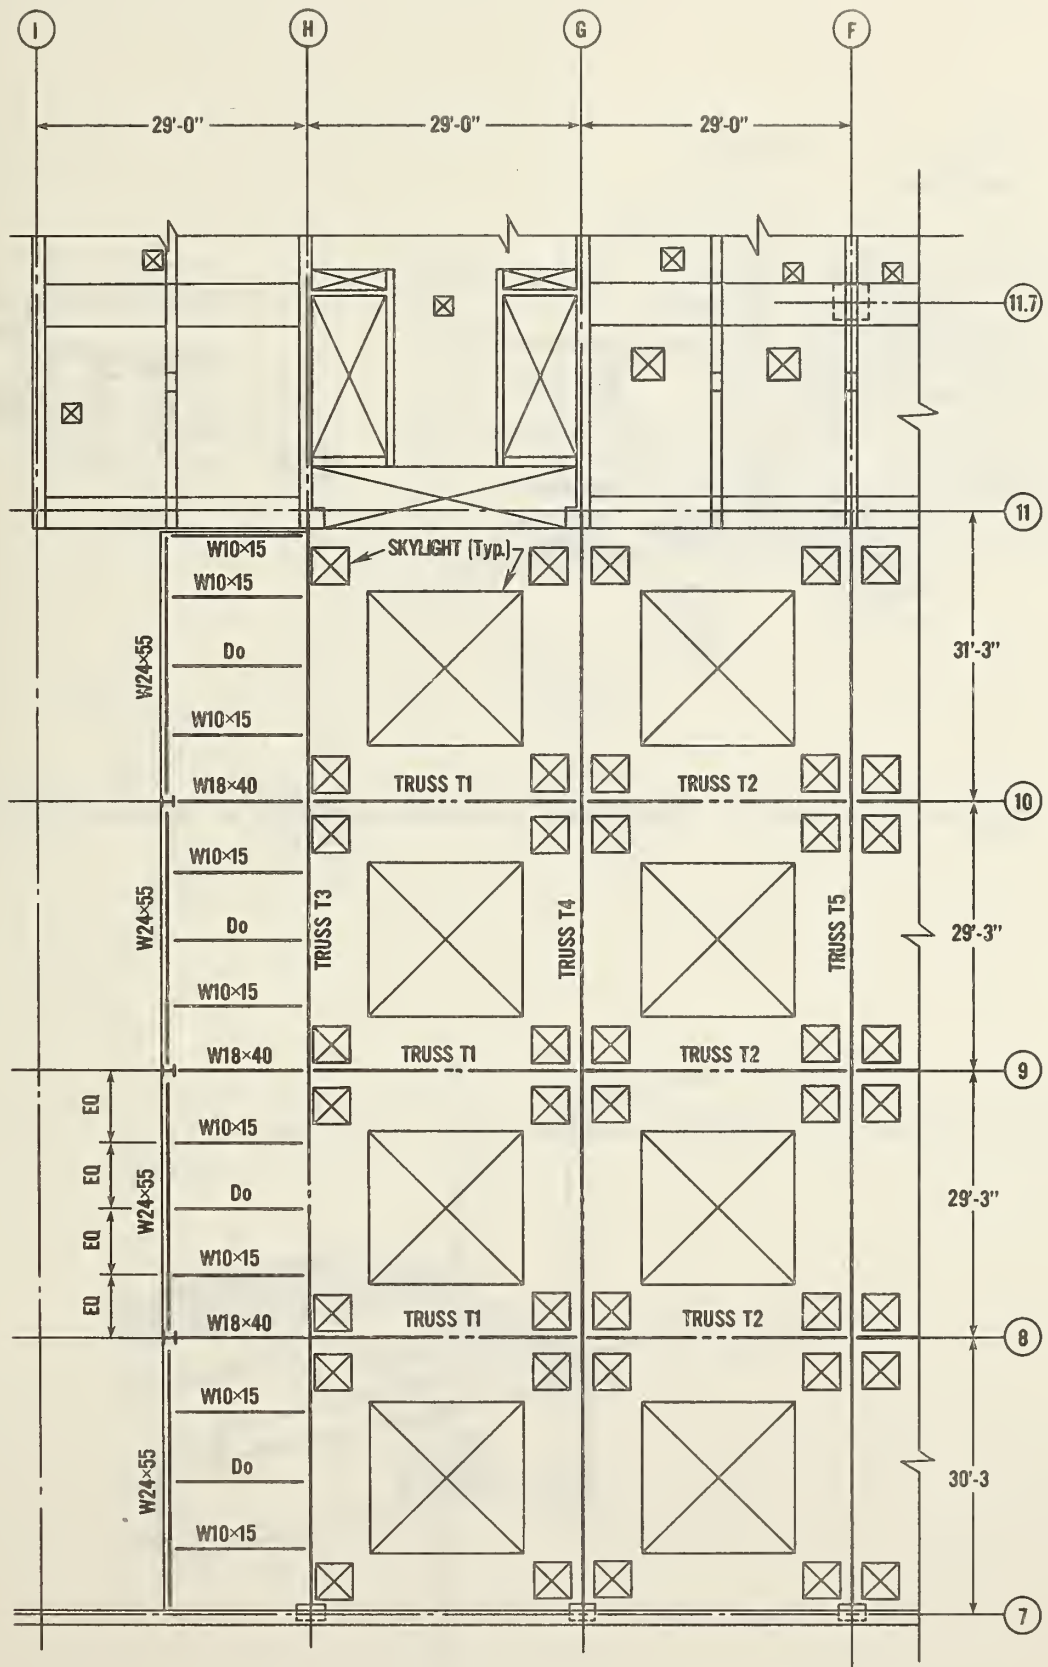 I H G F
29'-0" 29'-0" 29'-0"
11.7
11
W10×15
SKYLIGHT (Typ.)
W10×15
W24×55
Do
31'-3"
W10×15
W18×40
TRUSS T1
TRUSS T2
10
W10×15
W24×55
TRUSS T3
TRUSS T4
TRUSS T5
Do
29'-3"
W10×15
W18×40
TRUSS T1
TRUSS T2
9
EQ
W10×15
EQ
W24×55
Do
29'-3"
EQ
W10×15
EQ
W18×40
TRUSS T1
TRUSS T2
8
W10×15
W24×55
Do
30'-3
W10×15
7